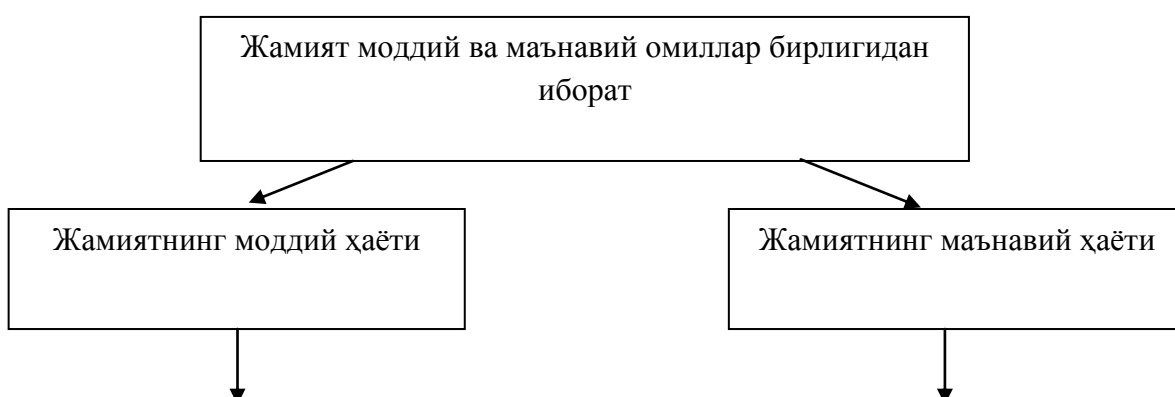 Жамият моддий ва маънавий омиллар бирлигидан
иборат
Жамиятнинг моддий ҳаёти
Жамиятнинг маънавий ҳаёти